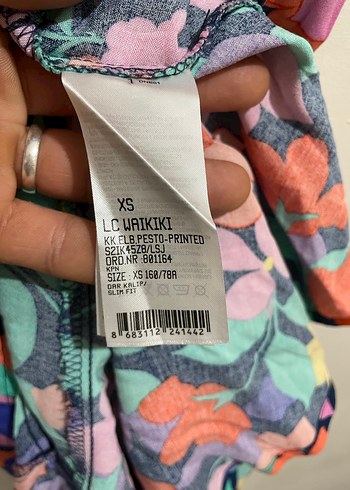 XS
LC WAIKIKI
KK.ELB.PESTO-PRINTED
S2IK45Z8/LSJ
ORD.NR :801164
KPN
SIZE : XS 160/78A
DAR KALIP/
SLIM FIT
8 683112 241442